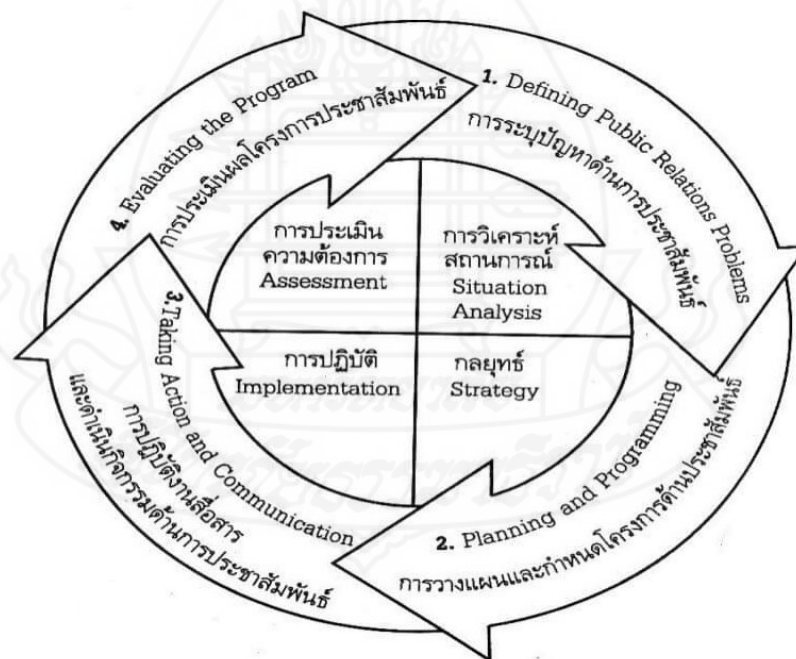 1. Defining Public Relations Problems
การระบุปัญหาด้านการประชาสัมพันธ์
2. Planning and Programming
การวางแผนและกำหนดโครงการด้านประชาสัมพันธ์
3.Taking Action and Communication
การปฏิบัติงานสื่อสาร
และดำเนินกิจกรรมด้านการประชาสัมพันธ์
4. Evaluating the Program
การประเมินผลโครงการประชาสัมพันธ์
การประเมิน
ความต้องการ
Assessment
การวิเคราะห์
สถานการณ์
Situation
Analysis
การปฏิบัติ
Implementation
กลยุทธ์
Strategy